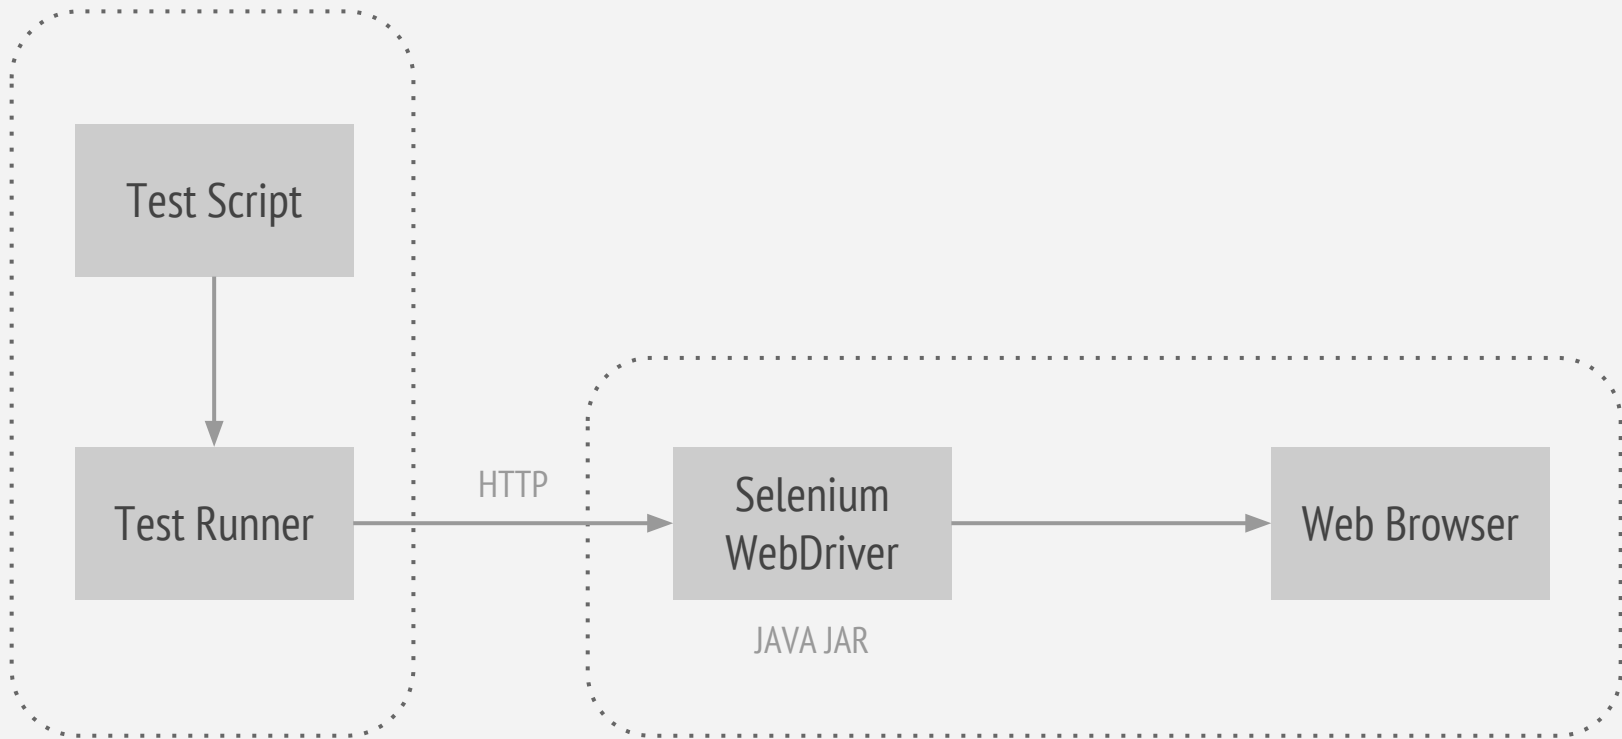 Test Script
Test Runner
HTTP
Selenium
WebDriver
JAVA JAR
Web Browser